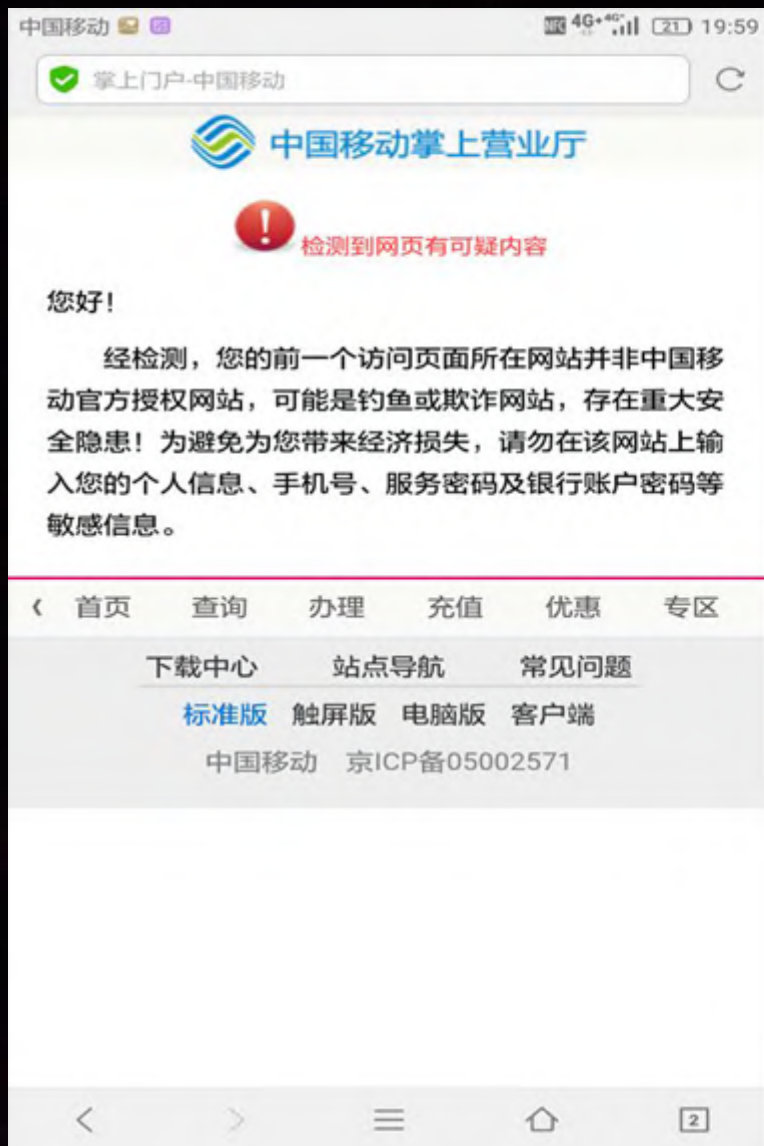 中国移动 4G+ 4G+ 21 19:59
掌上门户-中国移动
中国移动掌上营业厅
检测到网页有可疑内容
您好！
经检测，您的前一个访问页面所在网站并非中国移
动官方授权网站，可能是钓鱼或欺诈网站，存在重大安
全隐患！为避免为您带来经济损失，请勿在该网站上输
入您的个人信息、手机号、服务密码及银行账户密码等
敏感信息。
首页 查询 办理 充值 优惠 专区
下载中心 站点导航 常见问题
标准版 触屏版 电脑版 客户端
中国移动 京ICP备05002571
2